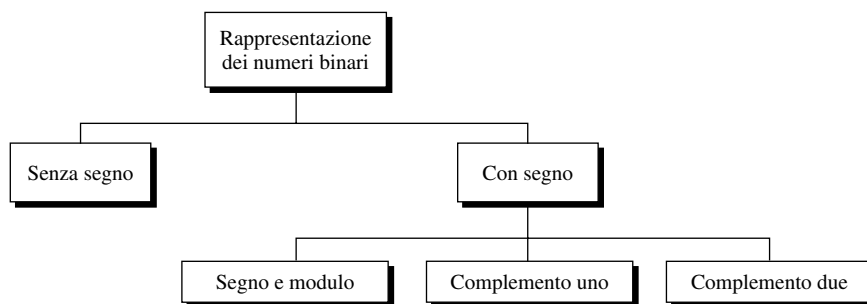 Rappresentazione
dei numeri binari
Senza segno
Con segno
Segno e modulo
Complemento uno
Complemento due